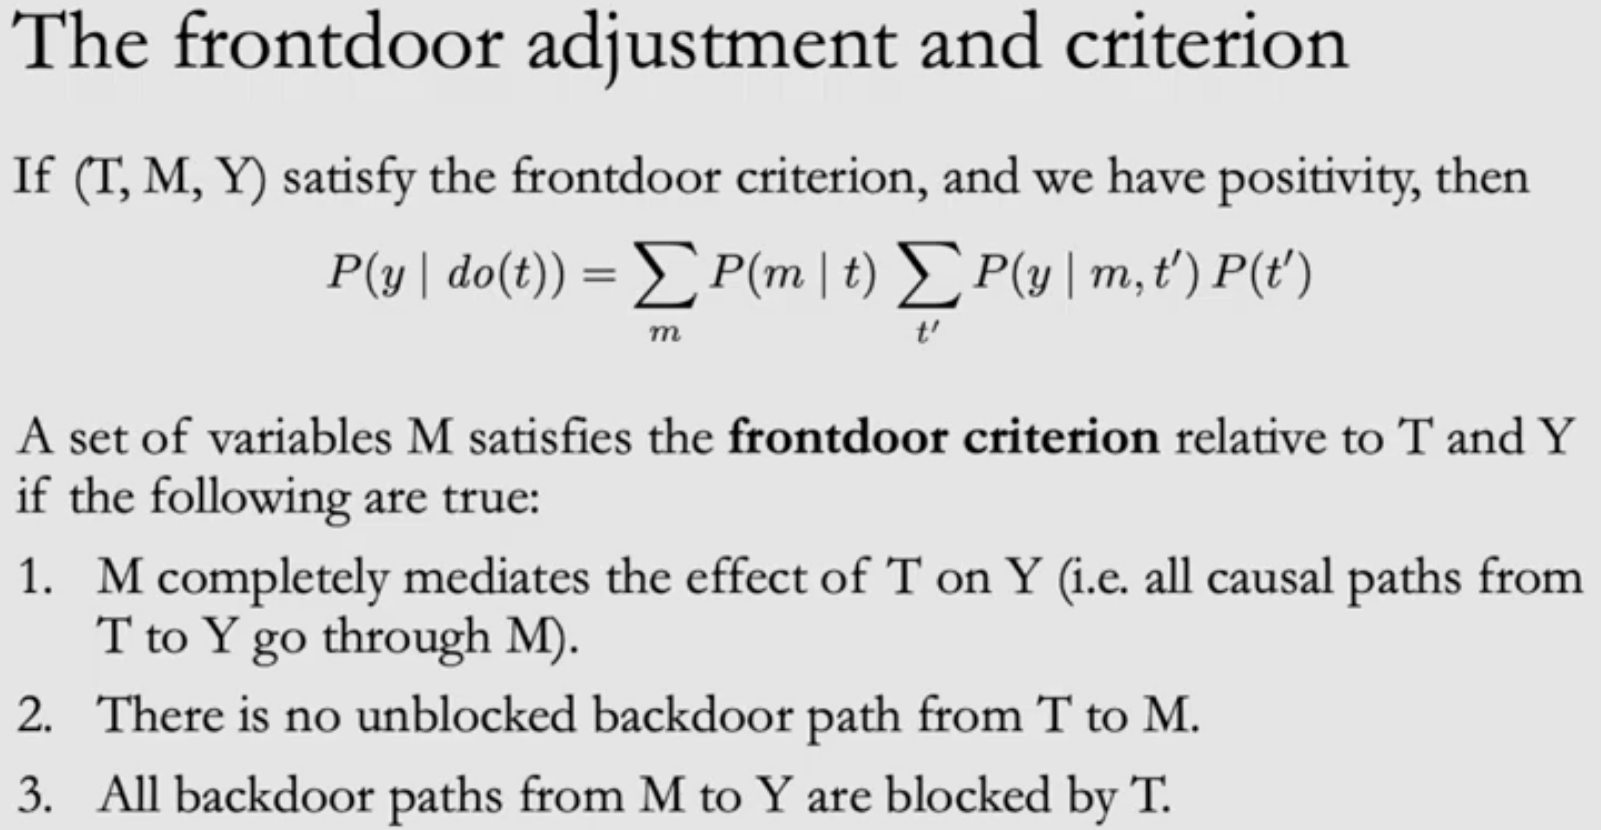 The frontdoor adjustment and criterion
If (T, M, Y) satisfy the frontdoor criterion, and we have positivity, then
P(y | do(t)) = ∑_m P(m | t) ∑_{t′} P(y | m, t′) P(t′)
A set of variables M satisfies the frontdoor criterion relative to T and Y
if the following are true:
1. M completely mediates the effect of T on Y (i.e. all causal paths from
T to Y go through M).
2. There is no unblocked backdoor path from T to M.
3. All backdoor paths from M to Y are blocked by T.